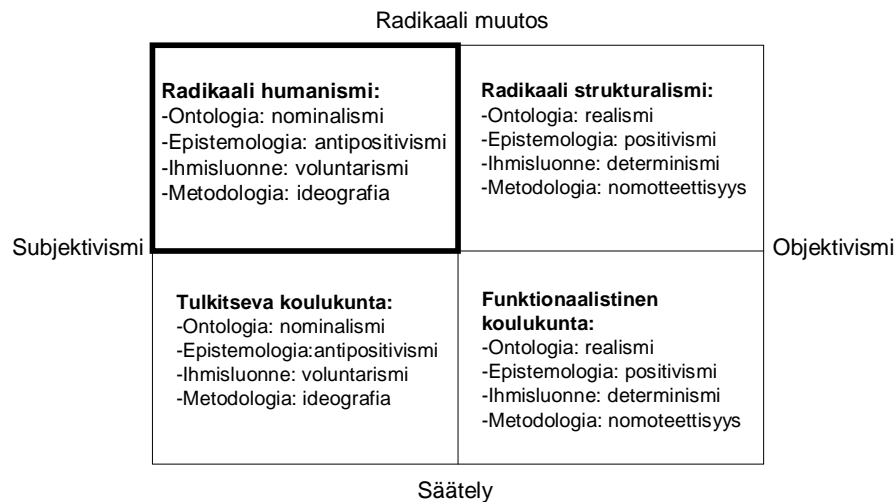 Radikaali muutos
Radikaali humanismi:
-Ontologia: nominalismi
-Epistemologia: antipositivismi
-Ihmisluonne: voluntarismi
-Metodologia: ideografia
Radikaali strukturalismi:
-Ontologia: realismi
-Epistemologia: positivismi
-Ihmisluonne: determinismi
-Metodologia: nomotteettisyys
Subjektivismi
Objektivismi
Tulkitseva koulukunta:
-Ontologia: nominalismi
-Epistemologia:antipositivismi
-Ihmisluonne: voluntarismi
-Metodologia: ideografia
Funktionaalistinen
koulukunta:
-Ontologia: realismi
-Epistemologia: positivismi
-Ihmisluonne: determinismi
-Metodologia: nomoteettisyys
Säätely